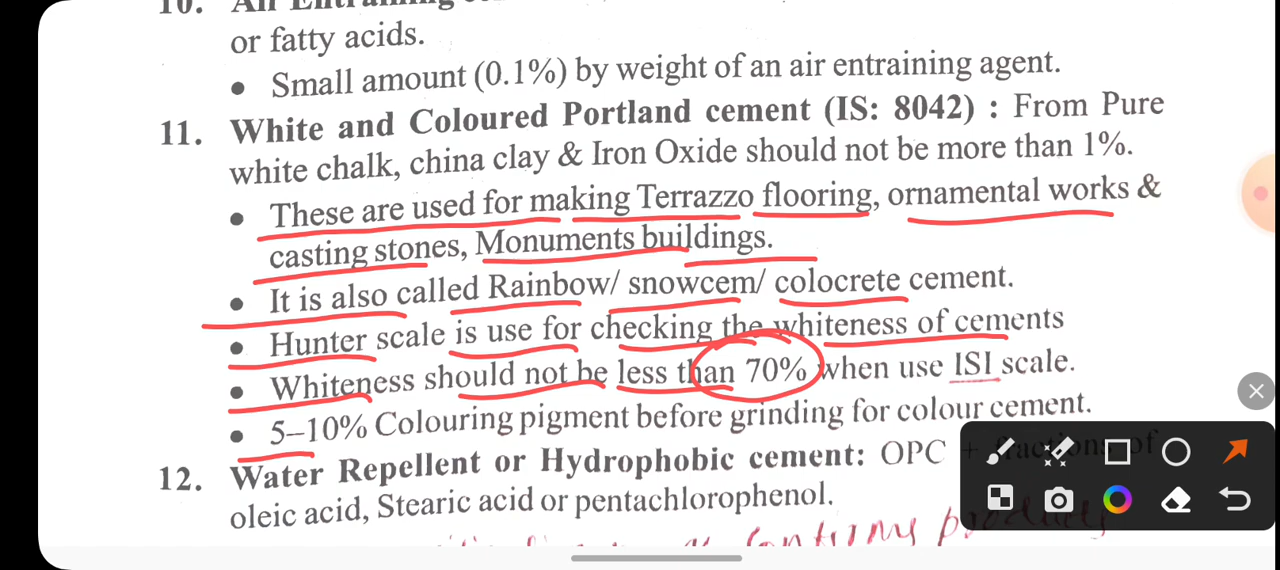 10. Air Entraining
or fatty acids.
• Small amount (0.1%) by weight of an air entraining agent.
11. White and Coloured Portland cement (IS: 8042) : From Pure
white chalk, china clay & Iron Oxide should not be more than 1%.
• These are used for making Terrazzo flooring, ornamental works &
casting stones, Monuments buildings.
• It is also called Rainbow/ snowcem/ colocrete cement.
• Hunter scale is use for checking the whiteness of cements
• Whiteness should not be less than 70% when use ISI scale.
• 5–10% Colouring pigment before grinding for colour cement.
12. Water Repellent or Hydrophobic cement: OPC + fractions of
oleic acid, Stearic acid or pentachlorophenol.